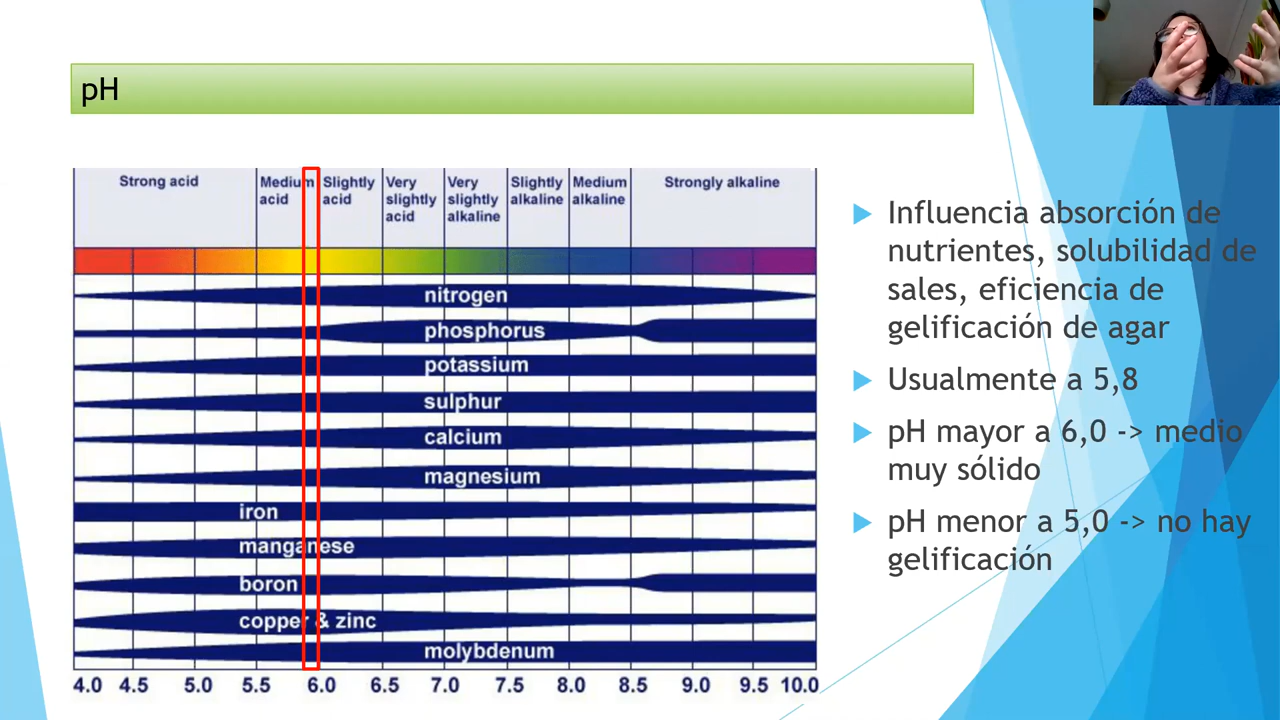 pH
Strong acid
Medium
acid
Slightly
acid
Very
slightly
acid
Very
slightly
alkaline
Slightly
alkaline
Medium
alkaline
Strongly alkaline
nitrogen
phosphorus
potassium
sulphur
calcium
magnesium
iron
manganese
boron
copper & zinc
molybdenum
4.0 4.5 5.0 5.5 6.0 6.5 7.0 7.5 8.0 8.5 9.0 9.5 10.0
Influencia absorción de
nutrientes, solubilidad de
sales, eficiencia de
gelificación de agar
Usualmente a 5,8
pH mayor a 6,0 -> medio
muy sólido
pH menor a 5,0 -> no hay
gelificación